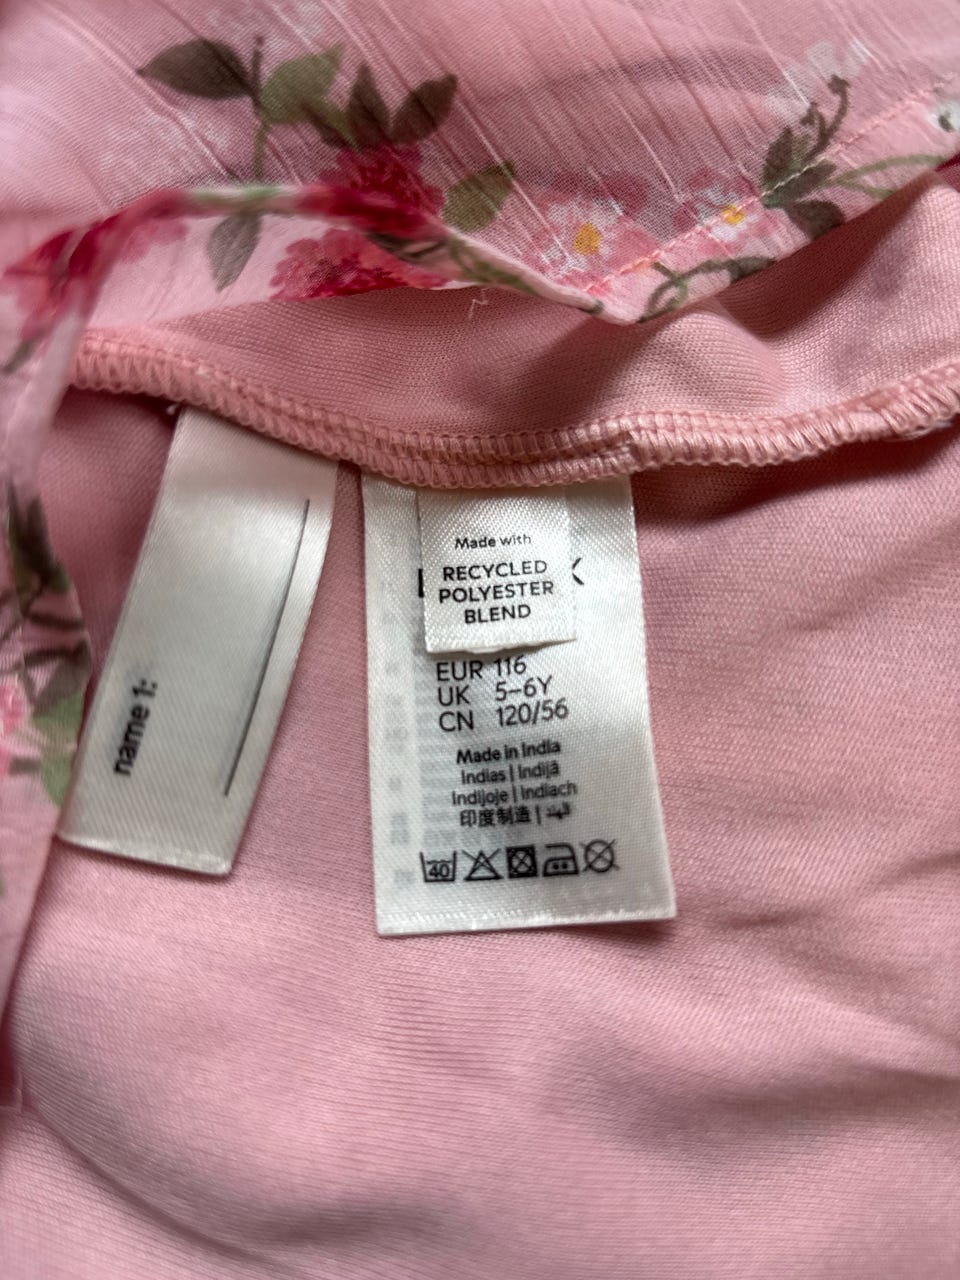 name 1:
Made with
RECYCLED
POLYESTER
BLEND
EUR 116
UK 5–6Y
CN 120/56
Made in India
Indias | Indijā
Indijoje | Indiach
印度制造 |
40